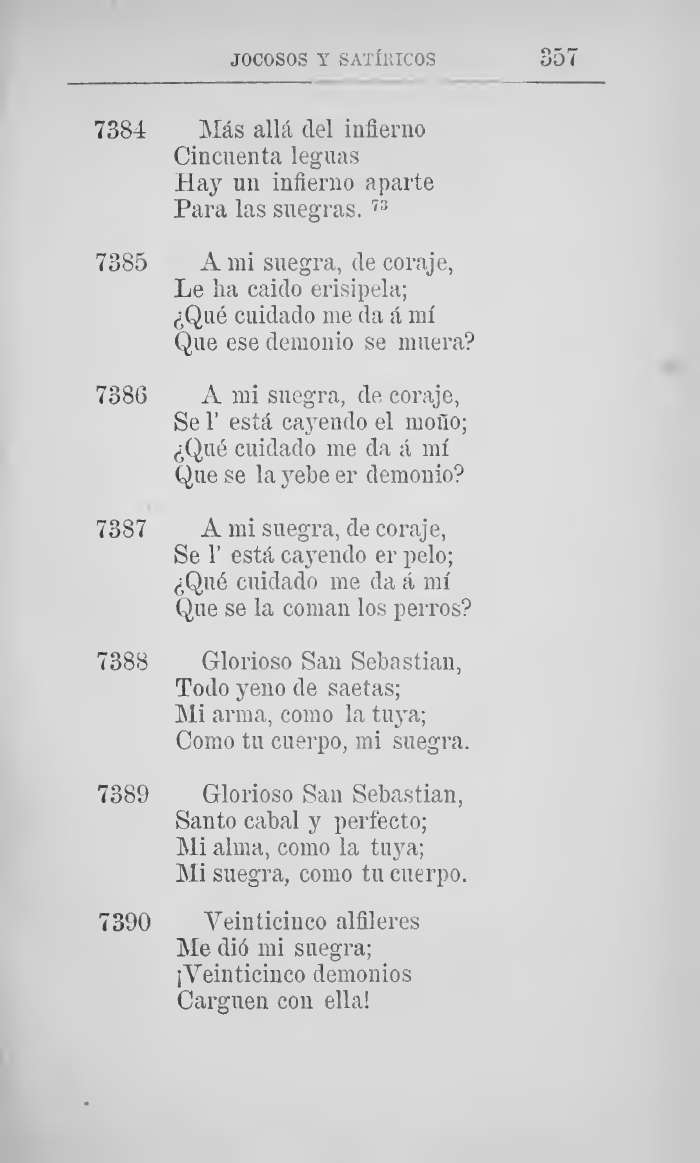 JOCOSOS Y SATÍRICOS 357
7384 Más allá del infierno
Cincuenta leguas
Hay un infierno aparte
Para las suegras. 73
7385 A mi suegra, de coraje,
Le ha caido erisipela;
¿Qué cuidado me da á mí
Que ese demonio se muera?
7386 A mi suegra, de coraje,
Se l' está cayendo el moño;
¿Qué cuidado me da á mí
Que se la yebe er demonio?
7387 A mi suegra, de coraje,
Se l' está cayendo er pelo;
¿Qué cuidado me da á mí
Que se la coman los perros?
7388 Glorioso San Sebastian,
Todo yeno de saetas;
Mi arma, como la tuya;
Como tu cuerpo, mi suegra.
7389 Glorioso San Sebastian,
Santo cabal y perfecto;
Mi alma, como la tuya;
Mi suegra, como tu cuerpo.
7390 Veinticinco alfileres
Me dió mi suegra;
¡Veinticinco demonios
Carguen con ella!